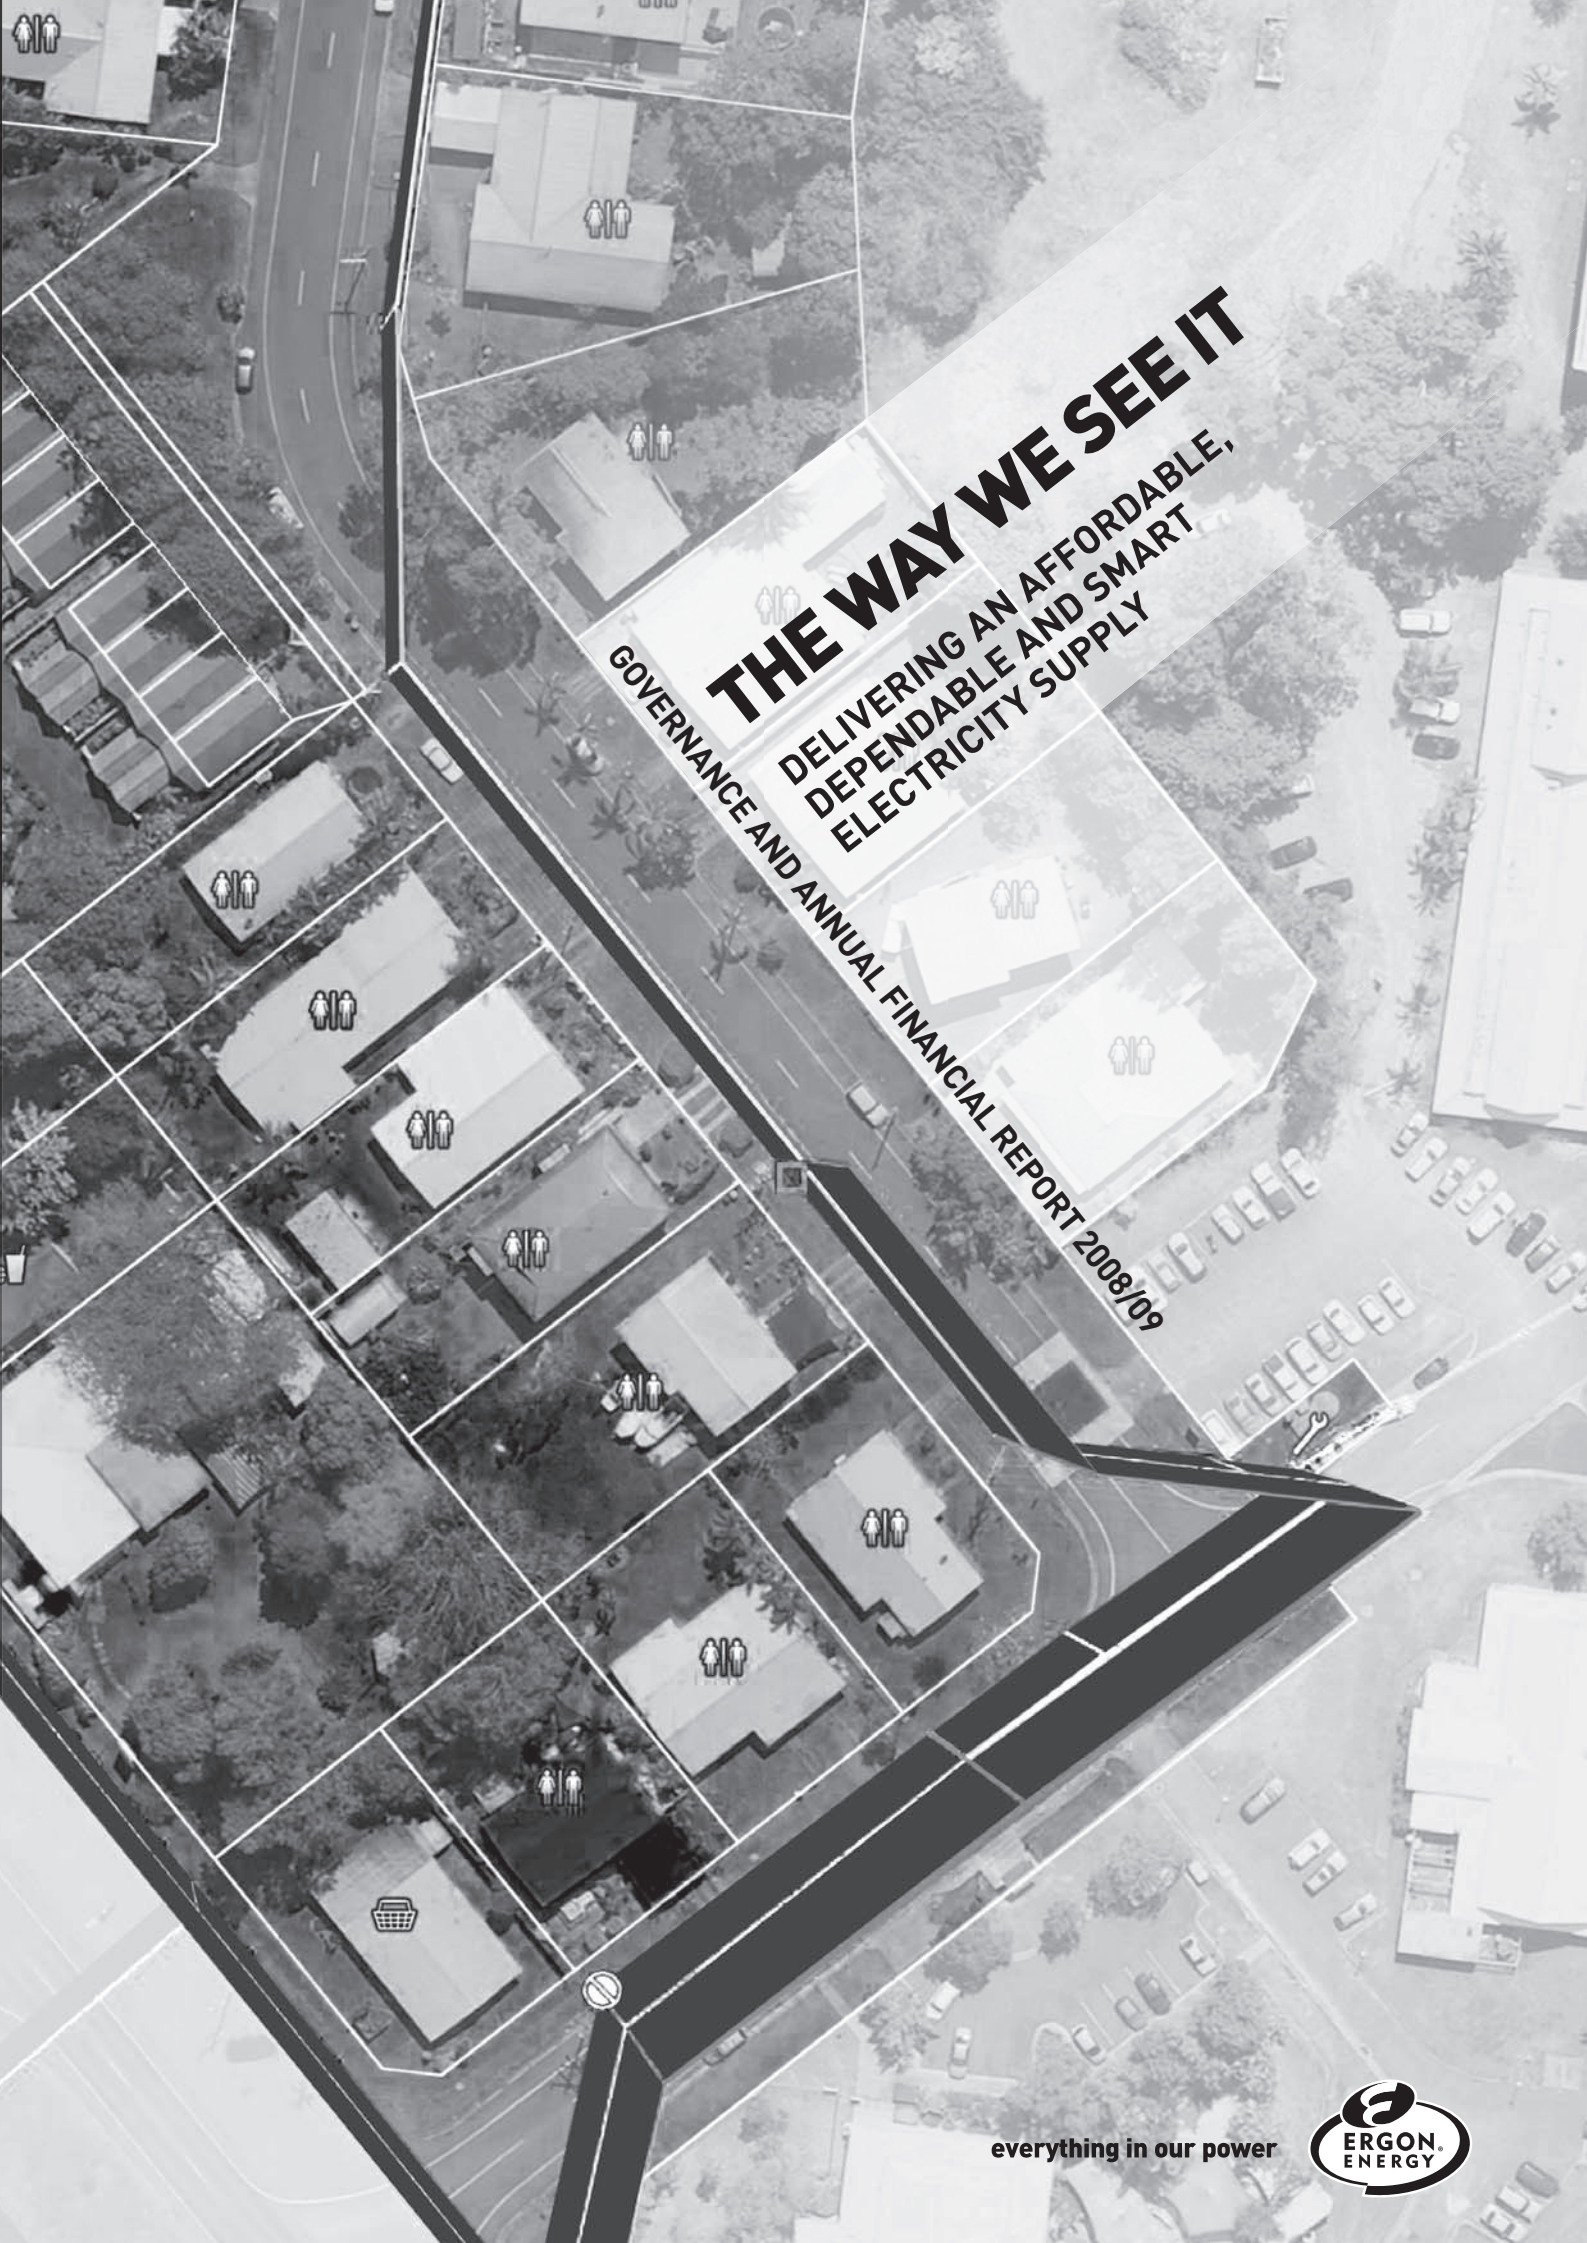 THE WAY WE SEE IT
DELIVERING AN AFFORDABLE,
DEPENDABLE AND SMART
ELECTRICITY SUPPLY
GOVERNANCE AND ANNUAL FINANCIAL REPORT 2008/09
everything in our power
ERGON®
ENERGY